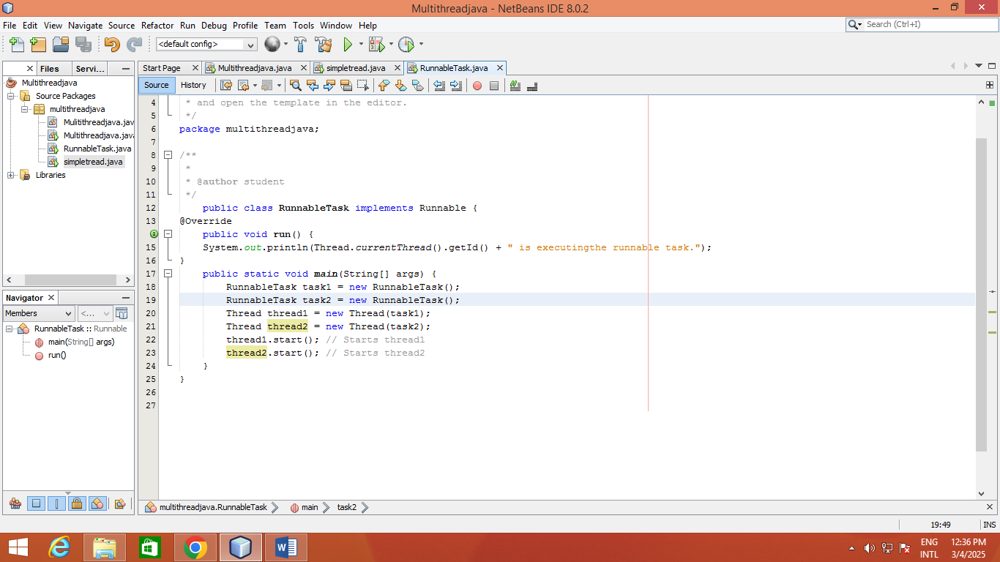 Multithreadjava - NetBeans IDE 8.0.2
File Edit View Navigate Source Refactor Run Debug Profile Team Tools Window Help
Search (Ctrl+I)
<default config>
Files Servi...
Start Page Multithreadjava.java simpletread.java RunnableTask.java
Source History
Multithreadjava
Source Packages
multithreadjava
Mulitithreadjava.jav
Multithreadjava.java
RunnableTask.java
simpletread.java
Libraries
Navigator
Members <...
RunnableTask :: Runnable
main(String[] args)
run()
4 * and open the template in the editor.
5 */
6 package multithreadjava;
7
8 /**
9 *
10 * @author student
11 */
12 public class RunnableTask implements Runnable {
13 @Override
public void run() {
15 System.out.println(Thread.currentThread().getId() + " is executingthe runnable task.");
16 }
17 public static void main(String[] args) {
18 RunnableTask task1 = new RunnableTask();
19 RunnableTask task2 = new RunnableTask();
20 Thread thread1 = new Thread(task1);
21 Thread thread2 = new Thread(task2);
22 thread1.start(); // Starts thread1
23 thread2.start(); // Starts thread2
24 }
25 }
26
27
multithreadjava.RunnableTask main task2
19:49 INS
ENG 12:36 PM
INTL 3/4/2025